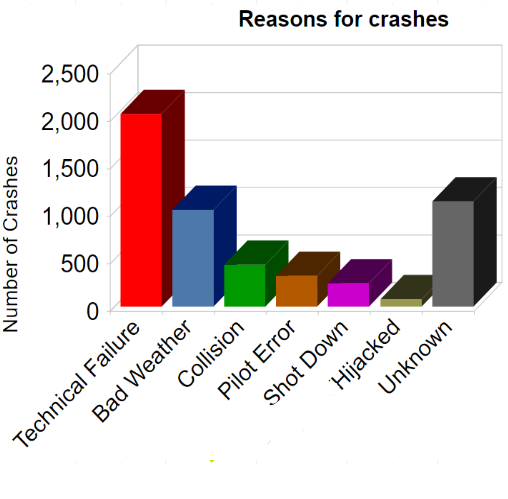 Reasons for crashes
Number of Crashes
2,500
2,000
1,500
1,000
500
0
Technical Failure
Bad Weather
Collision
Pilot Error
Shot Down
Hijacked
Unknown